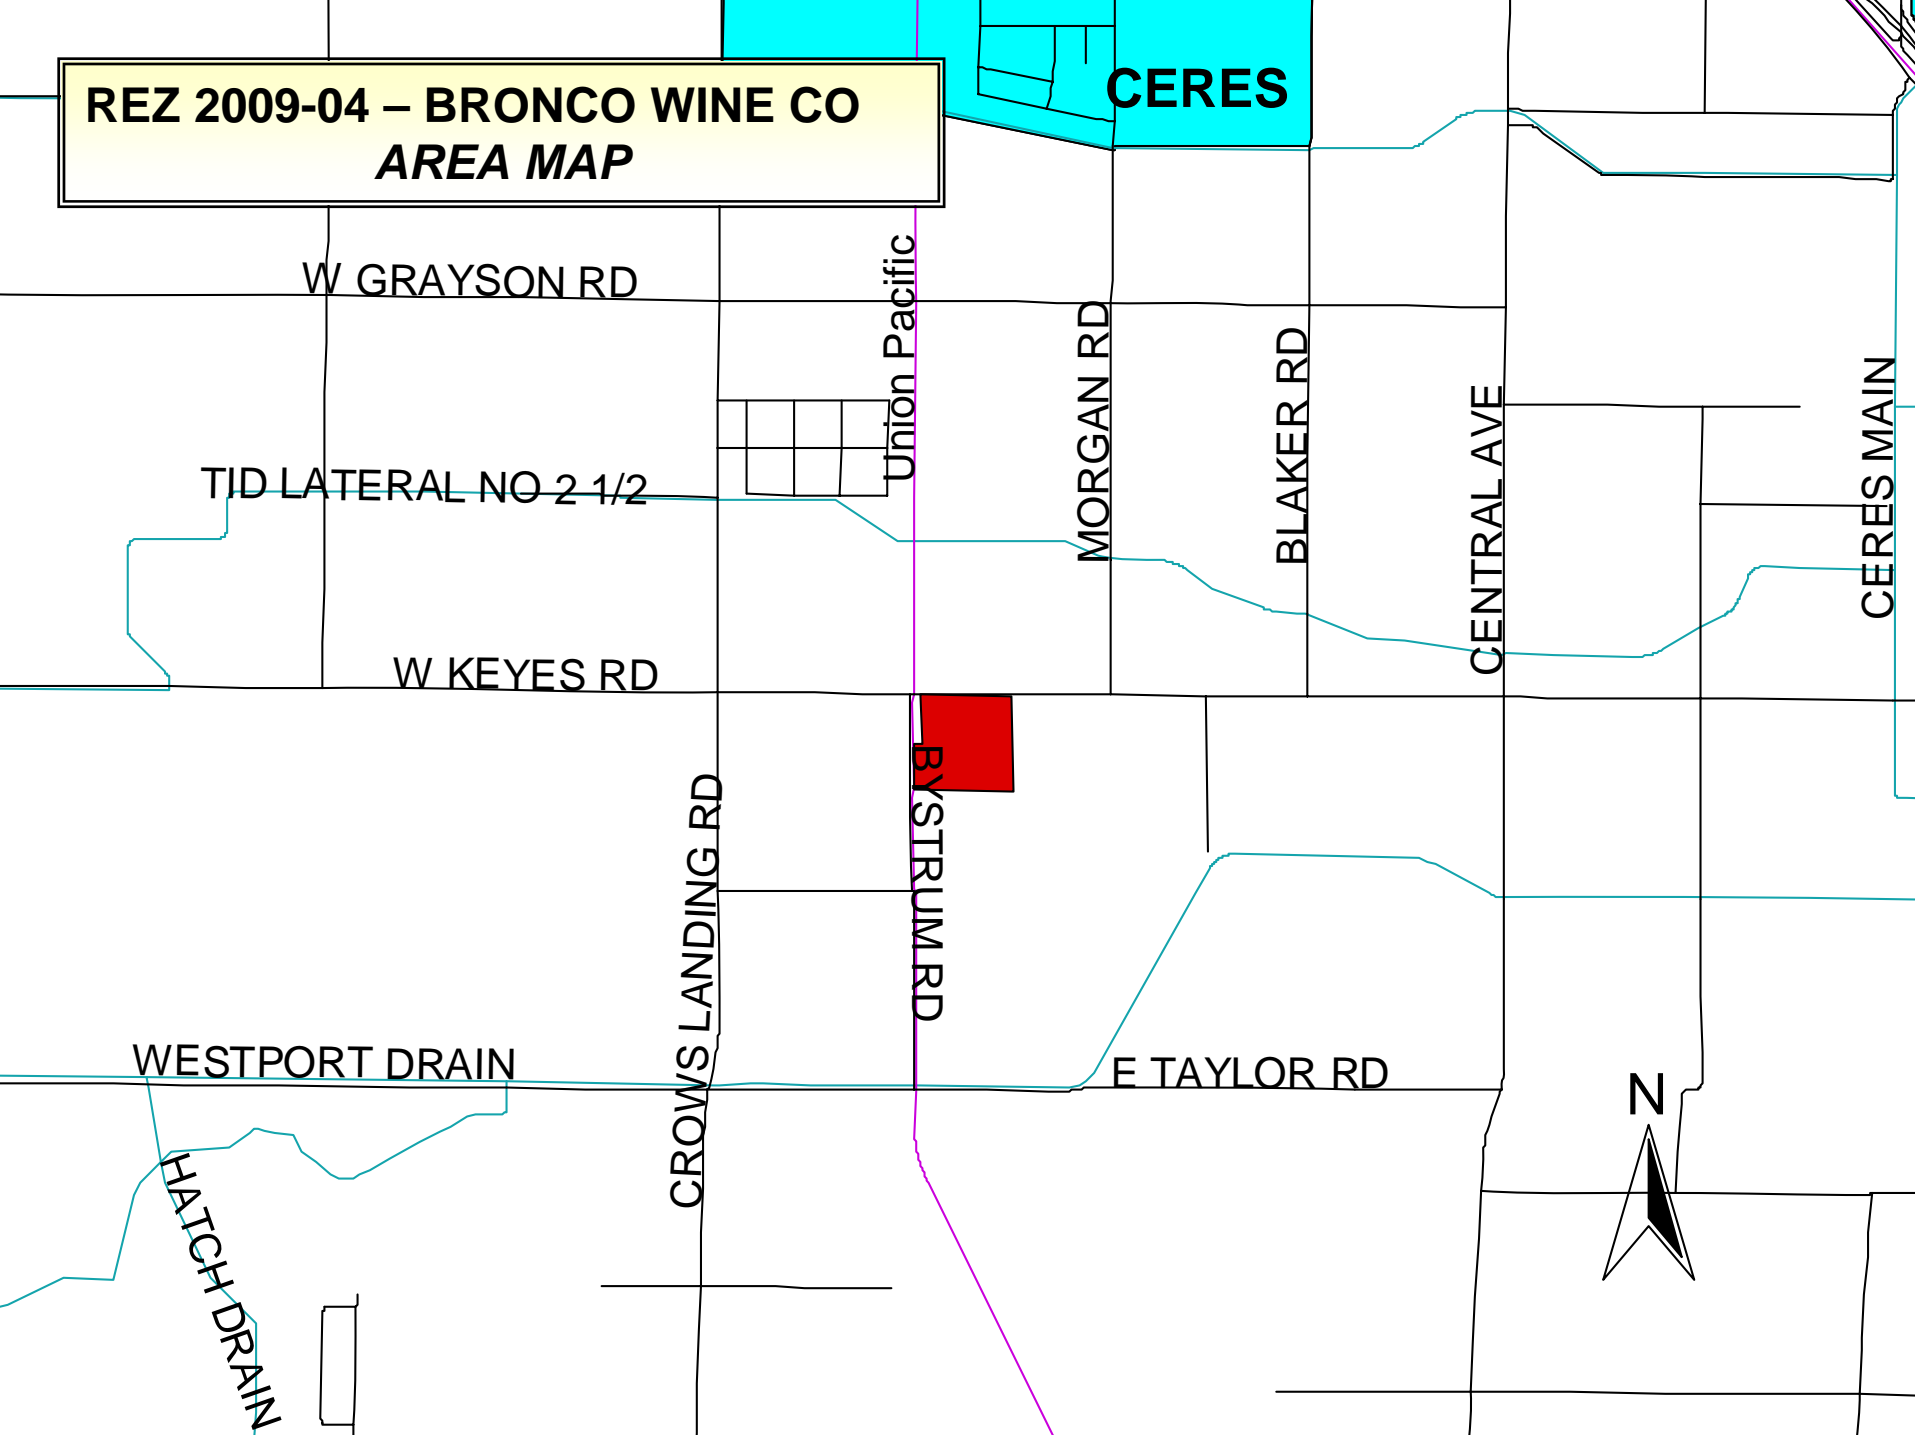 CERES
REZ 2009-04 – BRONCO WINE CO
AREA MAP
W GRAYSON RD
Union Pacific
MORGAN RD
BLAKER RD
CENTRAL AVE
CERES MAIN
TID LATERAL NO 2 1/2
W KEYES RD
BYSTRUM RD
CROWS LANDING RD
WESTPORT DRAIN
E TAYLOR RD
N
HATCH DRAIN